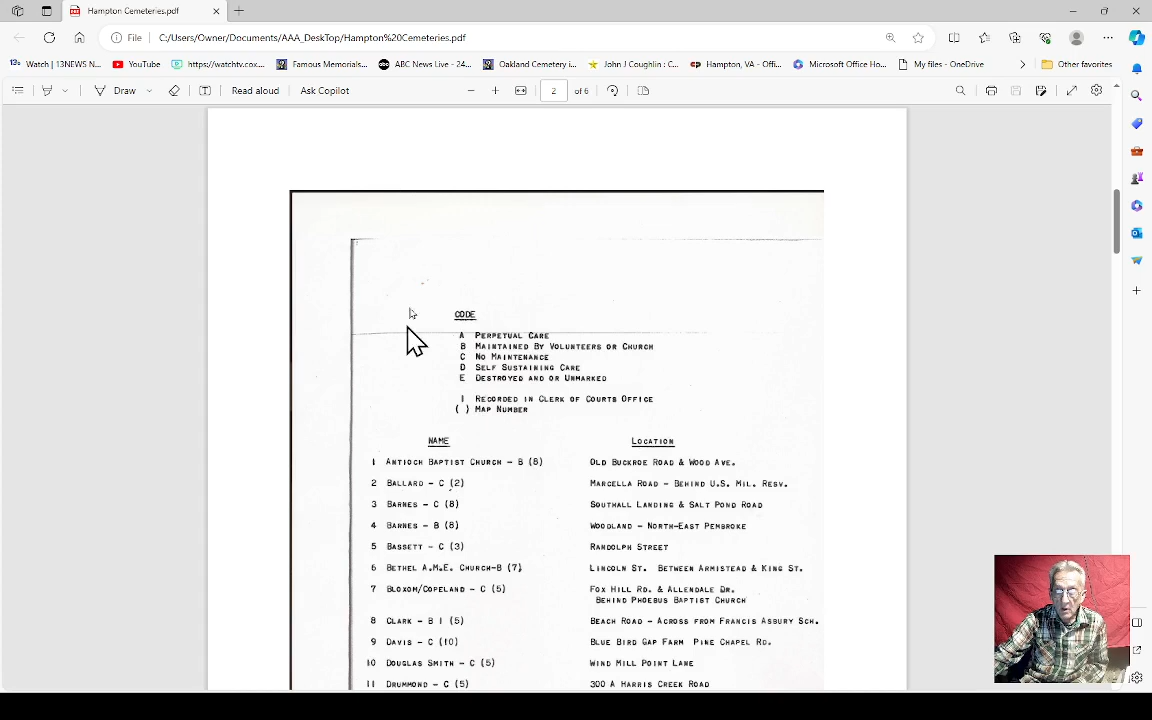 Hampton Cemeteries.pdf
File C:/Users/Owner/Documents/AAA_DeskTop/Hampton%20Cemeteries.pdf
Watch | 13NEWS N... YouTube https://watchtv.cox.... Famous Memorials... ABC News Live - 24... Oakland Cemetery i... John J Coughlin : C... Hampton, VA - Offi... Microsoft Office Ho... My files - OneDrive Other favorites
Draw Read aloud Ask Copilot 2 of 6
CODE
A PERPETUAL CARE
B MAINTAINED BY VOLUNTEERS OR CHURCH
C NO MAINTENANCE
D SELF SUSTAINING CARE
E DESTROYED AND OR UNMARKED
I RECORDED IN CLERK OF COURTS OFFICE
( ) MAP NUMBER
NAME LOCATION
1 ANTIOCH BAPTIST CHURCH - B (8) OLD BUCKROE ROAD & WOOD AVE.
2 BALLARD - C (2) MARCELLA ROAD - BEHIND U.S. MIL. RESV.
3 BARNES - C (8) SOUTHALL LANDING & SALT POND ROAD
4 BARNES - B (8) WOODLAND - NORTH-EAST PEMBROKE
5 BASSETT - C (3) RANDOLPH STREET
6 BETHEL A.M.E. CHURCH-B (7) LINCOLN ST. BETWEEN ARMISTEAD & KING ST.
7 BLOXOM/COPELAND - C (5) FOX HILL RD. & ALLENDALE DR.
BEHIND PHOEBUS BAPTIST CHURCH
8 CLARK - B I (5) BEACH ROAD - ACROSS FROM FRANCIS ASBURY SCH.
9 DAVIS - C (10) BLUE BIRD GAP FARM PINE CHAPEL RD.
10 DOUGLAS SMITH - C (5) WIND MILL POINT LANE
11 DRUMMOND - C (5) 300 A HARRIS CREEK ROAD